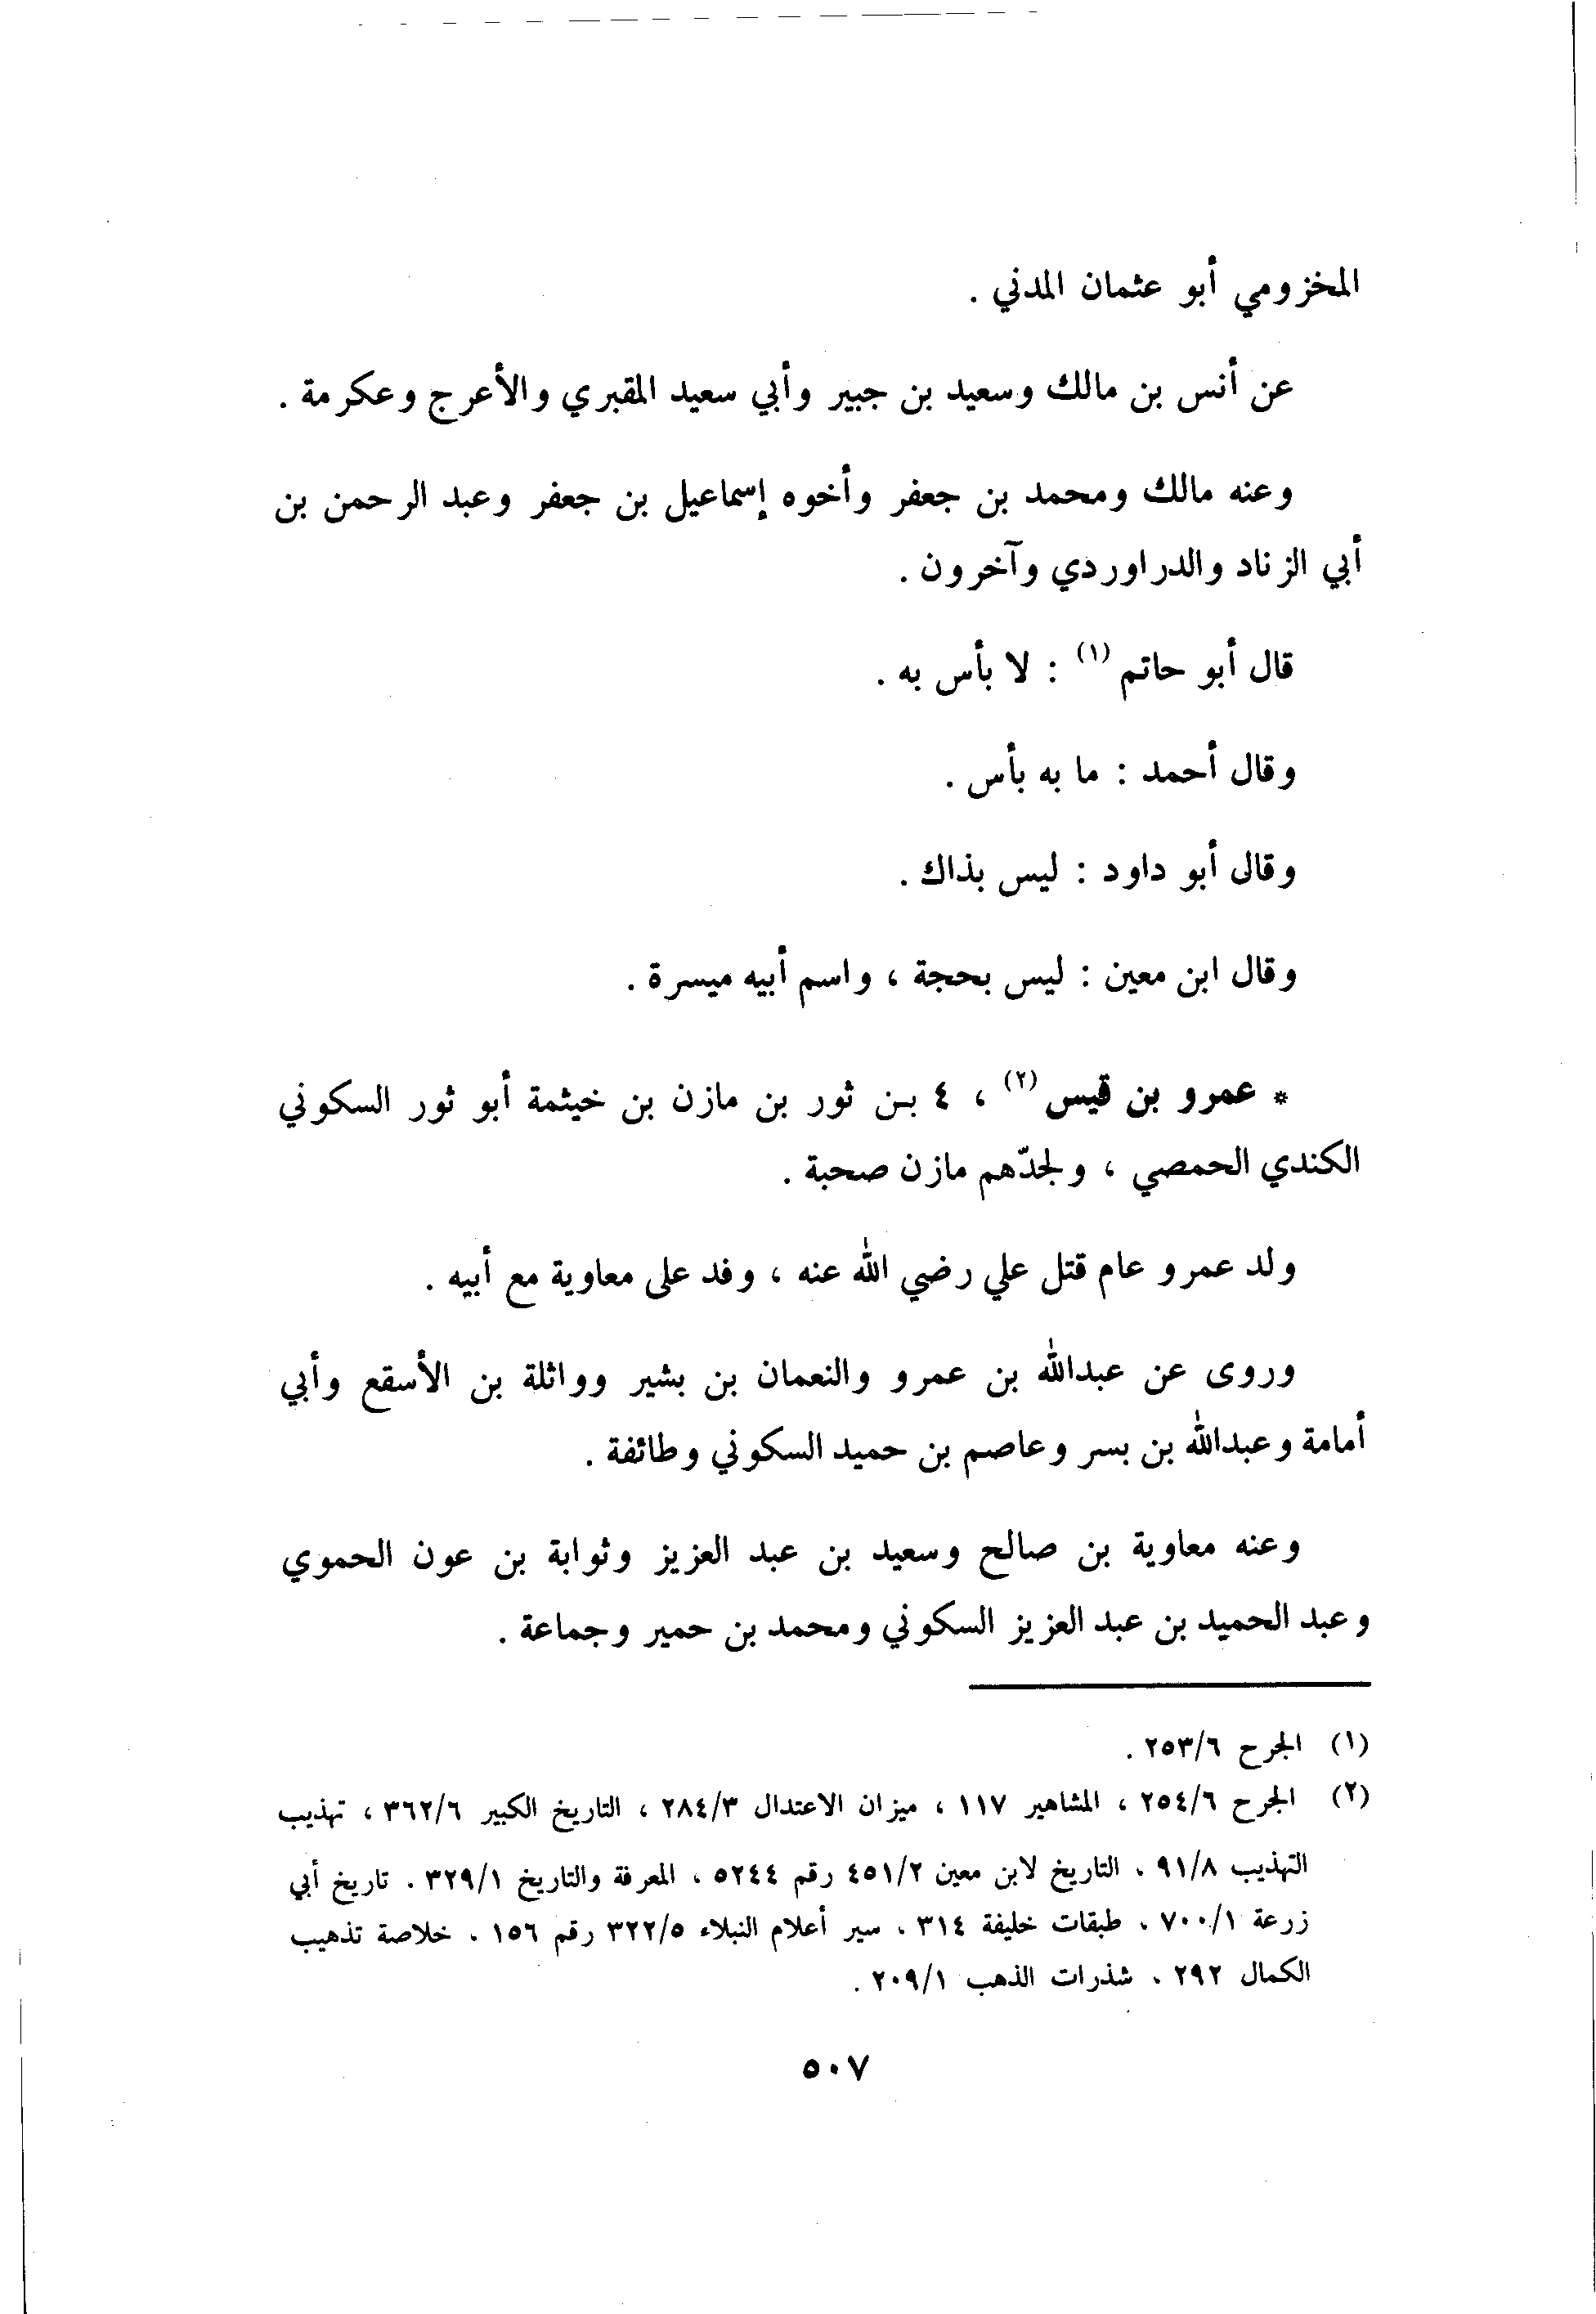 المخزومي أبو عثمان المدني .
عن أنس بن مالك وسعيد بن جبير وأبي سعيد المقبري والأعرج وعكرمة .
وعنه مالك ومحمد بن جعفر وأخوه إسماعيل بن جعفر وعبد الرحمن بن
أبي الزناد والدراوردي وآخرون .
قال أبو حاتم (١) : لا بأس به .
وقال أحمد : ما به بأس .
وقال أبو داود : ليس بذاك .
وقال ابن معين : ليس بحجة ، واسم أبيه ميسرة .
* عمرو بن قيس (٢) ، ٤ بـن ثور بن مازن بن خيثمة أبو ثور السكوني
الكندي الحمصي ، ولجدّهم مازن صحبة .
ولد عمرو عام قتل علي رضي الله عنه ، وفد على معاوية مع أبيه .
وروى عن عبدالله بن عمرو والنعمان بن بشير وواثلة بن الأسقع وأبي
أمامة وعبدالله بن بسر وعاصم بن حميد السكوني وطائفة .
وعنه معاوية بن صالح وسعيد بن عبد العزيز وثوابة بن عون الحموي
وعبد الحميد بن عبد العزيز السكوني ومحمد بن حمير وجماعة .
(١) الجرح ٢٥٣/٦ .
(٢) الجرح ٢٥٤/٦ ، المشاهير ١١٧ ، ميزان الاعتدال ٢٨٤/٣ ، التاريخ الكبير ٣٦٢/٦ ، تهذيب
التهذيب ٩١/٨ ، التاريخ لابن معين ٤٥١/٢ رقم ٥٢٤٤ ، المعرفة والتاريخ ٣٢٩/١ ، تاريخ أبي
زرعة ٧٠٠/١ ، طبقات خليفة ٣١٤ ، سير أعلام النبلاء ٣٢٢/٥ رقم ١٥٦ ، خلاصة تذهيب
الكمال ٢٩٢ ، شذرات الذهب ٢٠٩/١ .
٥٠٧